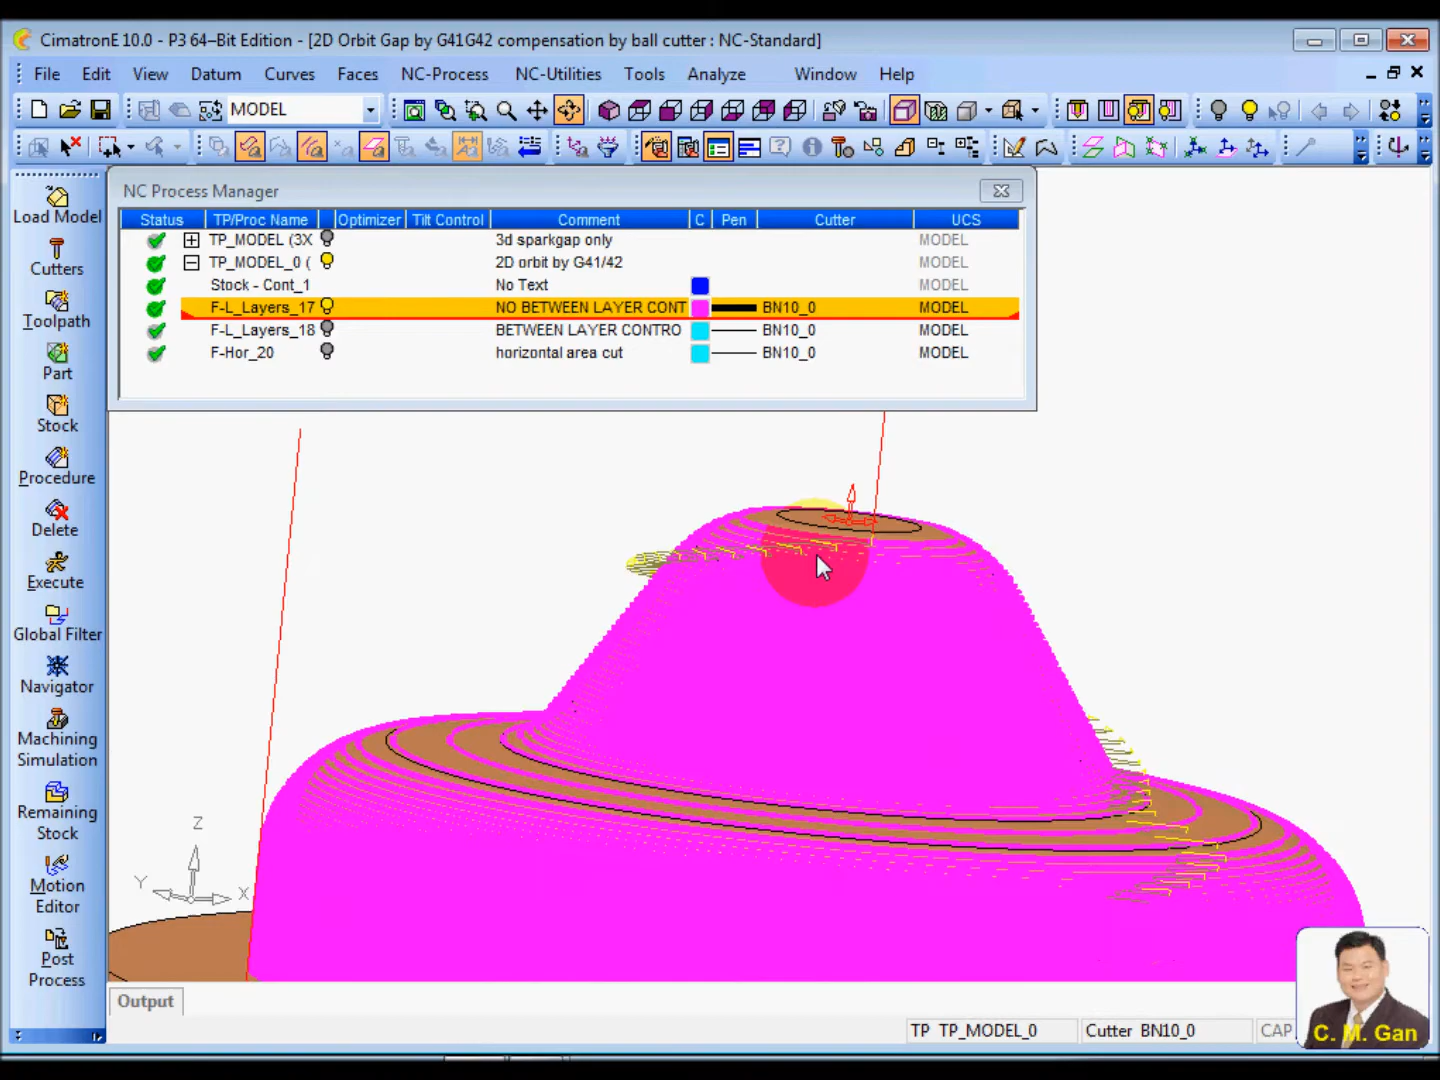 CimatronE 10.0 - P3 64-Bit Edition - [2D Orbit Gap by G41G42 compensation by ball cutter : NC-Standard]
File Edit View Datum Curves Faces NC-Process NC-Utilities Tools Analyze Window Help
MODEL
NC Process Manager
Status TP/Proc Name Optimizer Tilt Control Comment C Pen Cutter UCS
TP_MODEL (3X 3d sparkgap only MODEL
TP_MODEL_0 ( 2D orbit by G41/42 MODEL
Stock - Cont_1 No Text MODEL
F-L_Layers_17 NO BETWEEN LAYER CONT BN10_0 MODEL
F-L_Layers_18 BETWEEN LAYER CONTRO BN10_0 MODEL
F-Hor_20 horizontal area cut BN10_0 MODEL
Load Model
Cutters
Toolpath
Part
Stock
Procedure
Delete
Execute
Global Filter
Navigator
Machining
Simulation
Remaining
Stock
Motion
Editor
Post
Process
Z
Y
X
Output
TP TP_MODEL_0 Cutter BN10_0 CAP
C. M. Gan